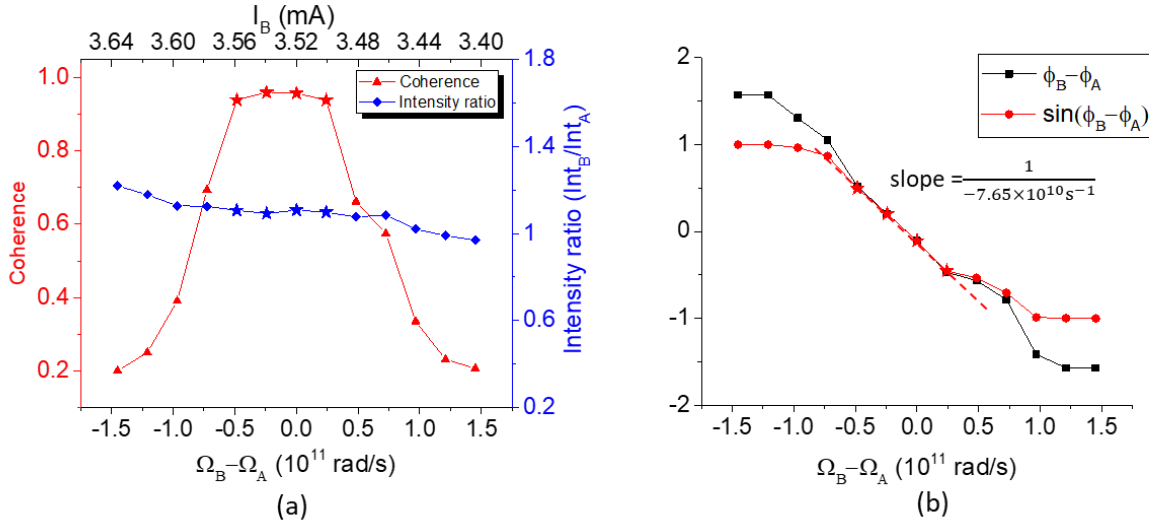 I_B (mA)
3.64 3.60 3.56 3.52 3.48 3.44 3.40
1.0
0.8
0.6
0.4
0.2
Coherence
Coherence
Intensity ratio
1.8
1.4
1
0.6
0.2
Intensity ratio (Int_B/Int_A)
-1.5 -1.0 -0.5 0.0 0.5 1.0 1.5
Ω_B−Ω_A (10^11 rad/s)
(a)
2
1
0
-1
-2
ϕ_B−ϕ_A
sin(ϕ_B−ϕ_A)
slope = 1/(−7.65×10^10 s^−1)
-1.5 -1.0 -0.5 0.0 0.5 1.0 1.5
Ω_B−Ω_A (10^11 rad/s)
(b)